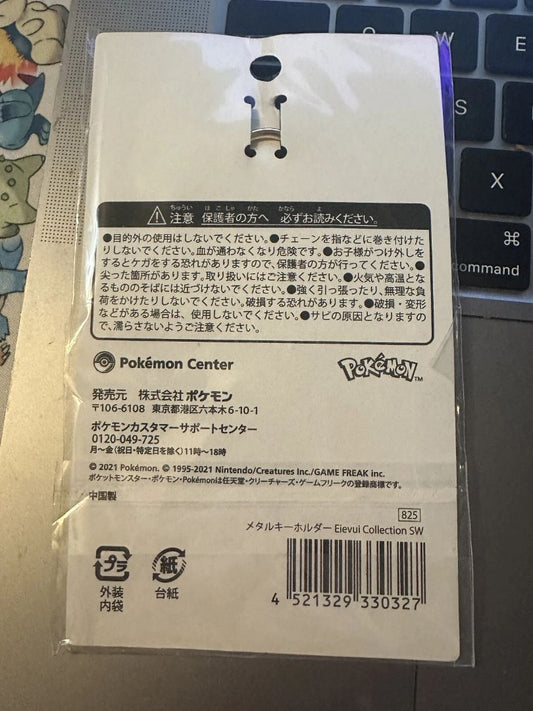 Q
W
E
S
X
⌘
command
⚠注意 保護者の方へ 必ずお読みください。
●目的外の使用はしないでください。●チェーンを指などに巻き付けた
りしないでください。血が通わなくなり危険です。●お子様がつけ外しを
するとケガをする恐れがありますので、保護者の方が行ってください。●
尖った箇所があります。取り扱いにはご注意ください。●火気や高温とな
るもののそばには近づけないでください。●強く引っ張ったり、無理な負
荷をかけたりしないでください。破損する恐れがあります。●破損・変形
などがある場合は、使用しないでください。●サビの原因となりますの
で、濡らさないようご注意ください。
Pokémon Center
POKéMON™
発売元 株式会社ポケモン
〒106-6108 東京都港区六本木6-10-1
ポケモンカスタマーサポートセンター
0120-049-725
月〜金(祝日・特定日を除く)11時〜18時
© 2021 Pokémon. © 1995-2021 Nintendo/Creatures Inc./GAME FREAK inc.
ポケットモンスター・ポケモン・Pokémonは任天堂・クリーチャーズ・ゲームフリークの登録商標です。
中国製
825
メタルキーホルダー Eievui Collection SW
プラ
外装
内袋
紙
台紙
4 521329 330327